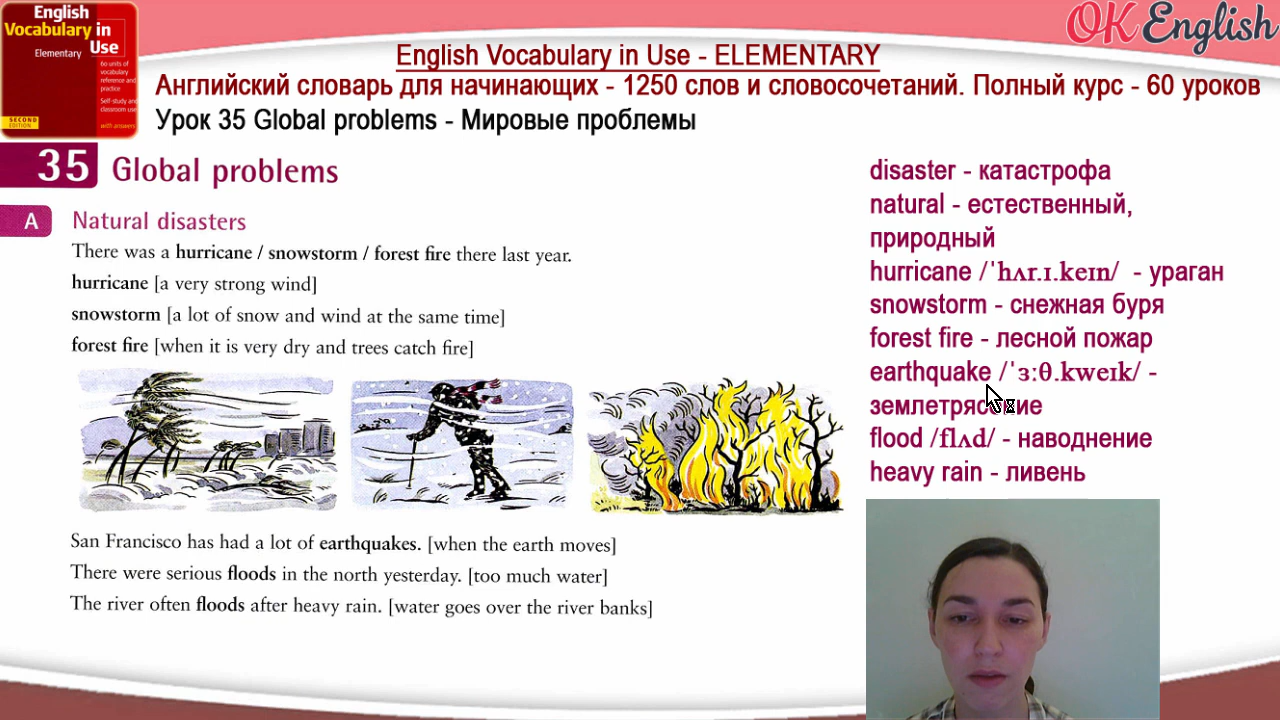 English
Vocabulary in
Use
Elementary
60 units of
vocabulary
reference and
practice
Self-study and
classroom use
SECOND
EDITION
with answers
OK English
English Vocabulary in Use - ELEMENTARY
Английский словарь для начинающих - 1250 слов и словосочетаний. Полный курс - 60 уроков
Урок 35 Global problems - Мировые проблемы
35 Global problems
A Natural disasters
There was a hurricane / snowstorm / forest fire there last year.
hurricane [a very strong wind]
snowstorm [a lot of snow and wind at the same time]
forest fire [when it is very dry and trees catch fire]
San Francisco has had a lot of earthquakes. [when the earth moves]
There were serious floods in the north yesterday. [too much water]
The river often floods after heavy rain. [water goes over the river banks]
disaster - катастрофа
natural - естественный,
природный
hurricane /ˈhʌr.ɪ.keɪn/ - ураган
snowstorm - снежная буря
forest fire - лесной пожар
earthquake /ˈɜːθ.kweɪk/ -
землетрясение
flood /flʌd/ - наводнение
heavy rain - ливень